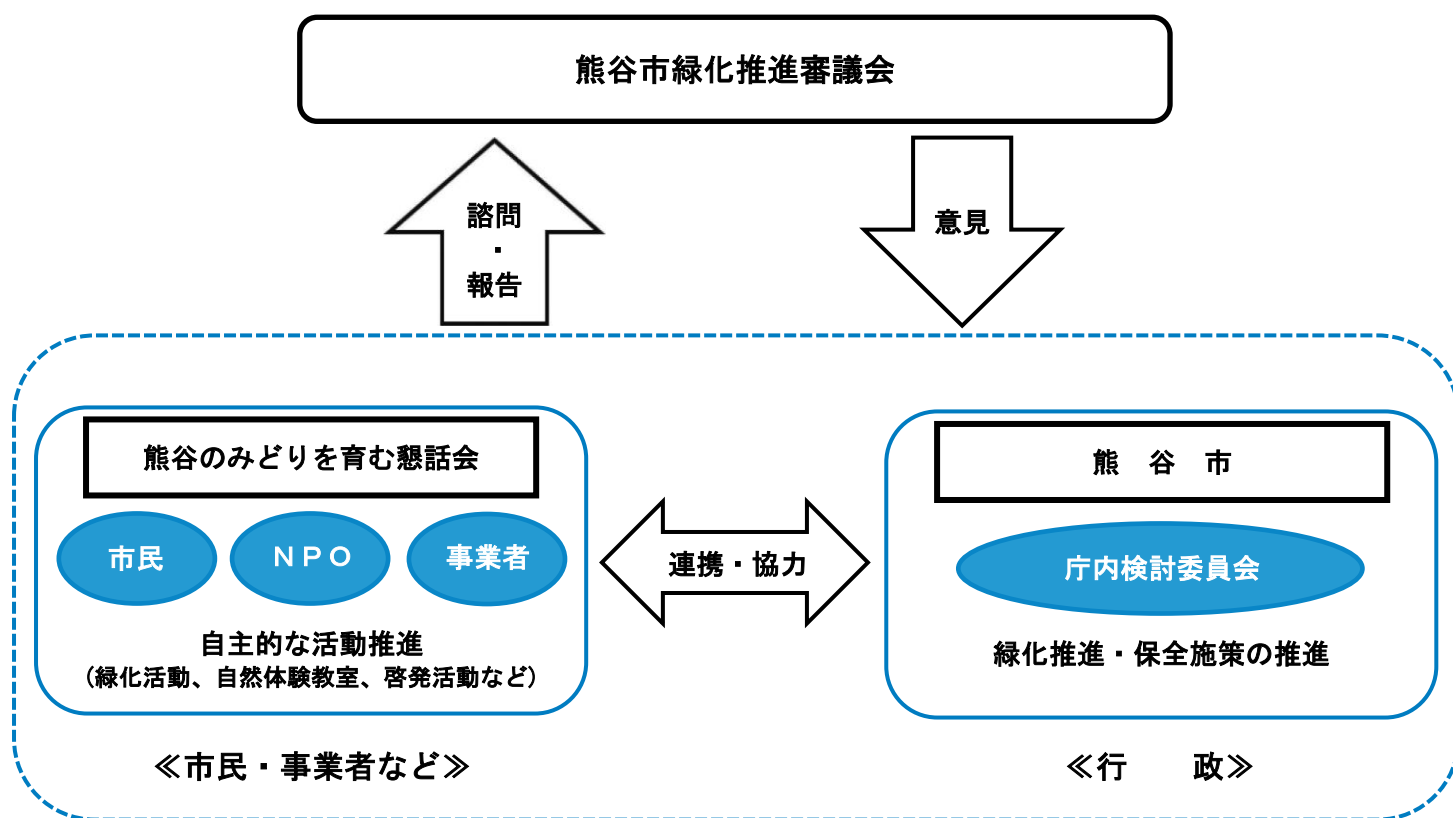 熊谷市緑化推進審議会
諮問
・
報告
意見
熊谷のみどりを育む懇話会
市民
ＮＰＯ
事業者
自主的な活動推進
（緑化活動、自然体験教室、啓発活動など）
連携・協力
熊　谷　市
庁内検討委員会
緑化推進・保全施策の推進
≪市民・事業者など≫
≪行　　政≫